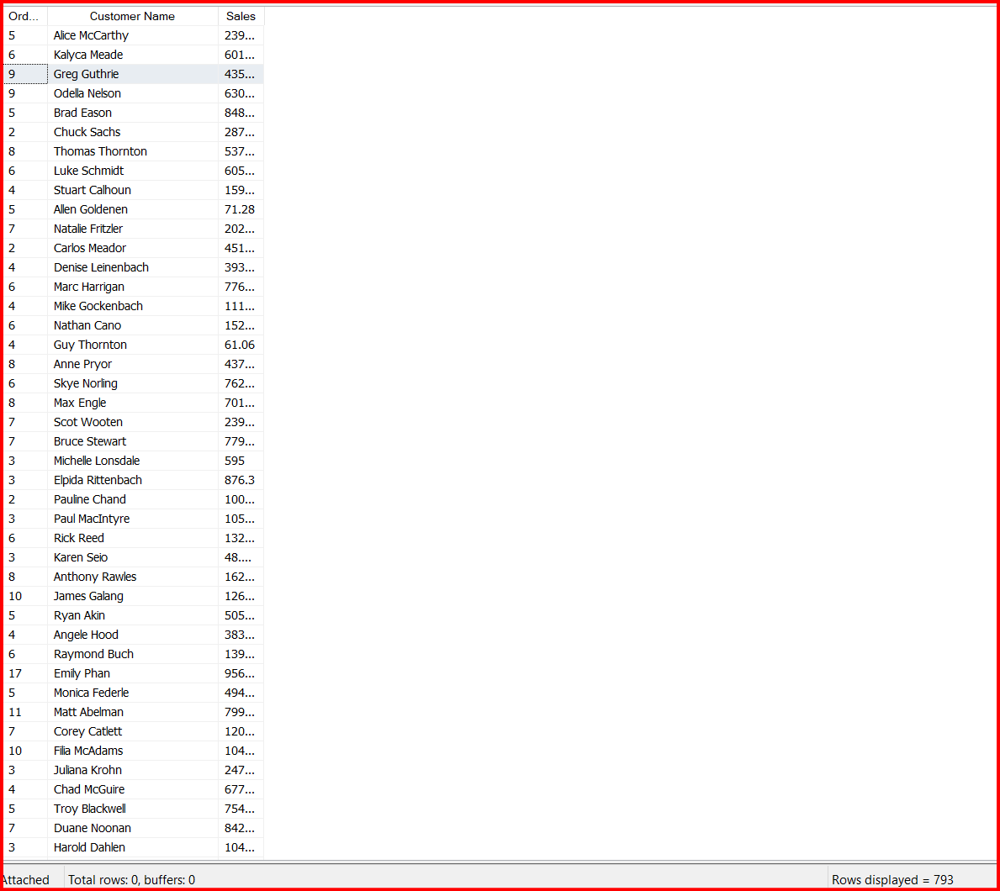 Ord... Customer Name Sales
5 Alice McCarthy 239...
6 Kalyca Meade 601...
9 Greg Guthrie 435...
9 Odella Nelson 630...
5 Brad Eason 848...
2 Chuck Sachs 287...
8 Thomas Thornton 537...
6 Luke Schmidt 605...
4 Stuart Calhoun 159...
5 Allen Goldenen 71.28
7 Natalie Fritzler 202...
2 Carlos Meador 451...
4 Denise Leinenbach 393...
6 Marc Harrigan 776...
4 Mike Gockenbach 111...
6 Nathan Cano 152...
4 Guy Thornton 61.06
8 Anne Pryor 437...
6 Skye Norling 762...
8 Max Engle 701...
7 Scot Wooten 239...
7 Bruce Stewart 779...
3 Michelle Lonsdale 595
3 Elpida Rittenbach 876.3
2 Pauline Chand 100...
3 Paul MacIntyre 105...
6 Rick Reed 132...
3 Karen Seio 48....
8 Anthony Rawles 162...
10 James Galang 126...
5 Ryan Akin 505...
4 Angele Hood 383...
6 Raymond Buch 139...
17 Emily Phan 956...
5 Monica Federle 494...
11 Matt Abelman 799...
7 Corey Catlett 120...
10 Filia McAdams 104...
3 Juliana Krohn 247...
4 Chad McGuire 677...
5 Troy Blackwell 754...
7 Duane Noonan 842...
3 Harold Dahlen 104...
Attached Total rows: 0, buffers: 0 Rows displayed = 793